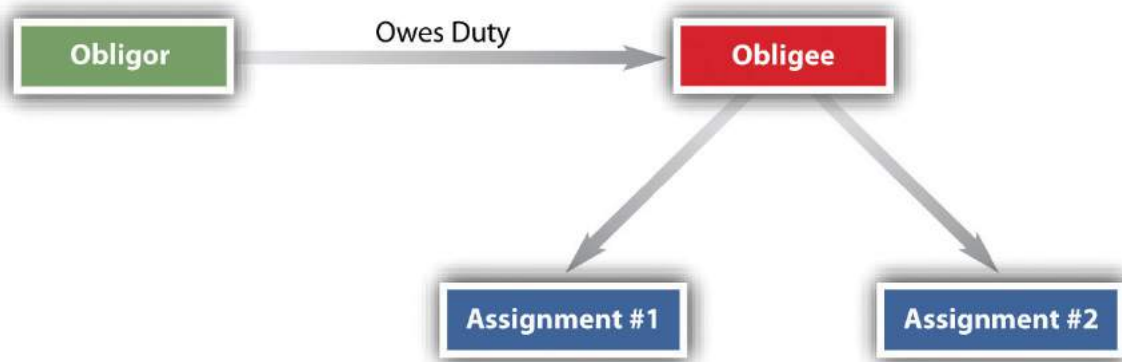 Owes Duty
Obligor
Obligee
Assignment #1
Assignment #2